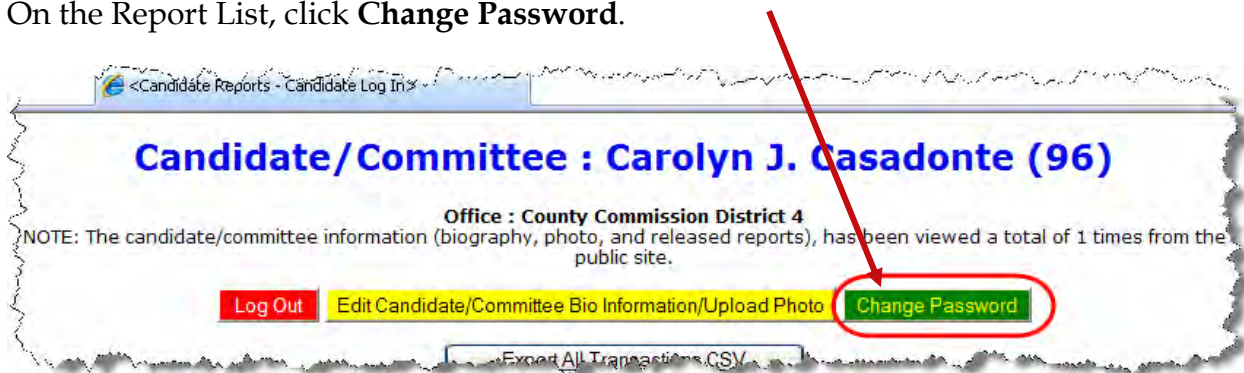 On the Report List, click Change Password.
<Candidate Reports - Candidate Log In>
Candidate/Committee : Carolyn J. Casadonte (96)
Office : County Commission District 4
NOTE: The candidate/committee information (biography, photo, and released reports), has been viewed a total of 1 times from the
public site.
Log Out Edit Candidate/Committee Bio Information/Upload Photo Change Password
Export All Transactions CSV